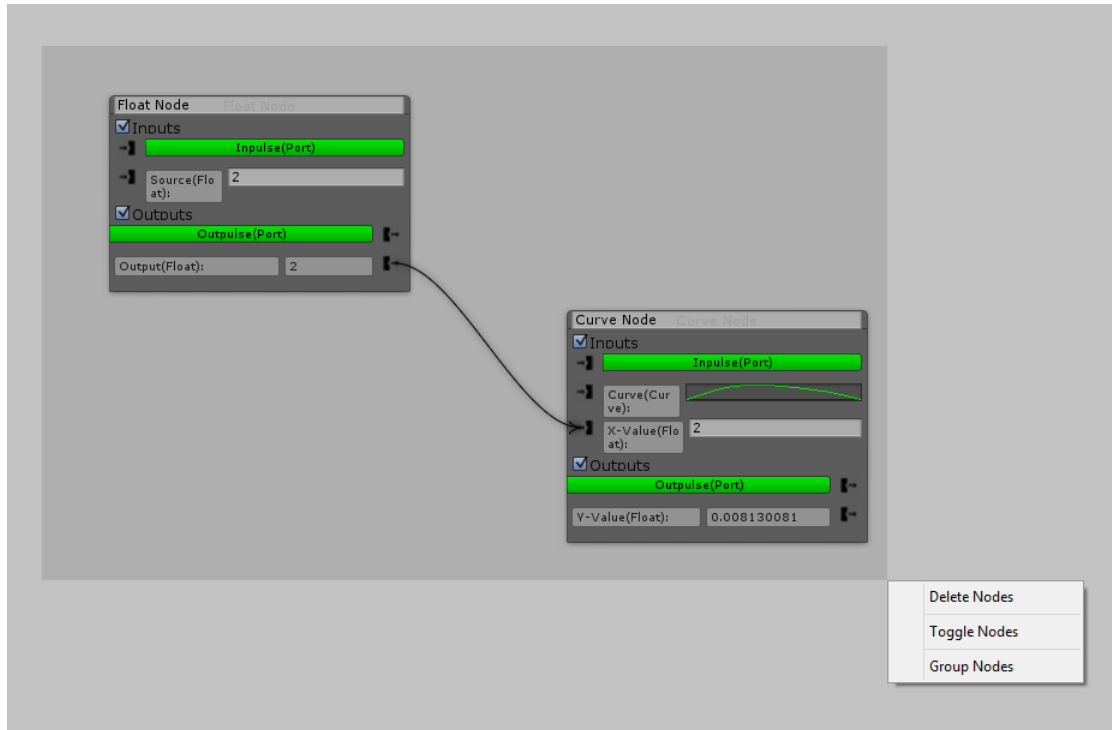 Float Node Float Node
Inputs
Inpulse(Port)
Source(Flo
at):
2
Outputs
Outpulse(Port)
Output(Float): 2
Curve Node Curve Node
Inputs
Inpulse(Port)
Curve(Cur
ve):
X-Value(Flo
at):
2
Outputs
Outpulse(Port)
Y-Value(Float): 0.008130081
Delete Nodes
Toggle Nodes
Group Nodes